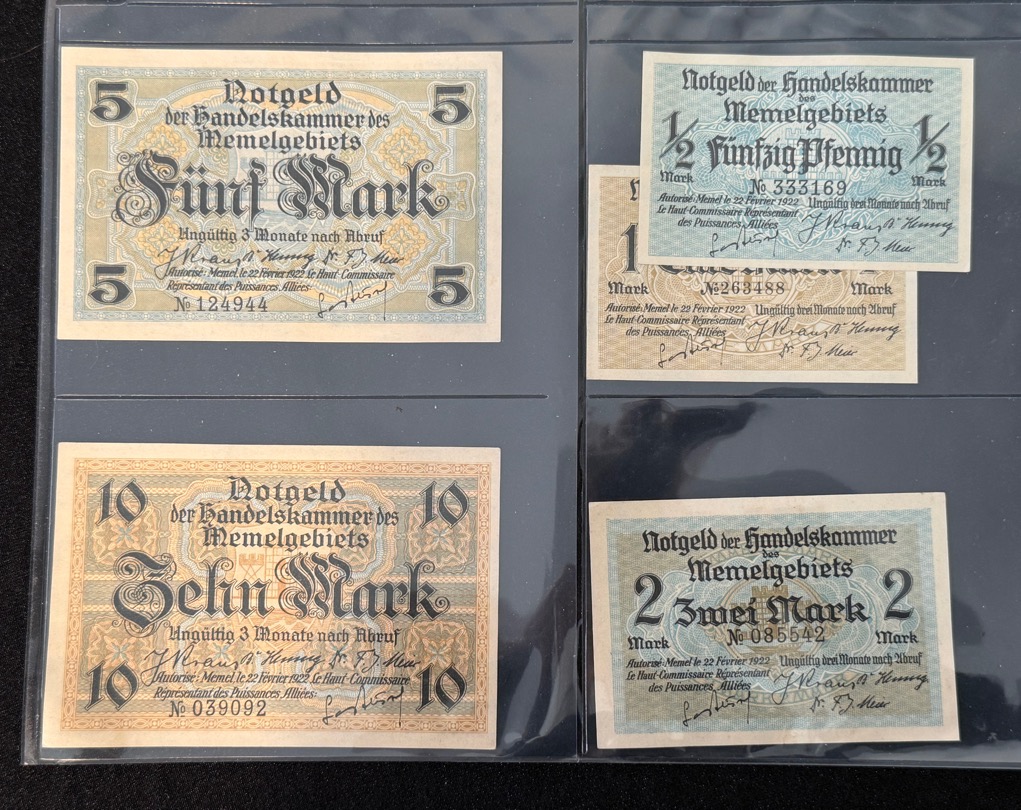 5 Notgeld 5
der Handelskammer des
Memelgebiets
Fünf Mark
Ungültig 3 Monate nach Abruf
Autorisé: Memel le 22 Février 1922 Le Haut-Commissaire
Représentant des Puissances Alliées:
5 № 124944 5
10 Notgeld 10
der Handelskammer des
Memelgebiets
Zehn Mark
Ungültig 3 Monate nach Abruf
Autorisé: Memel le 22 Février 1922 Le Haut-Commissaire
Représentant des Puissances Alliées:
10 № 039092 10
Notgeld der Handelskammer
des
Memelgebiets
1/2 Fünfzig Pfennig 1/2
Mark № 333169 Mark
Autorisé: Memel le 22 Février 1922 Ungültig drei Monate nach Abruf
Le Haut-Commissaire Réprésentant
des Puissances Alliées
1
Mark № 263488 Mark
Autorisé: Memel le 22 Février 1922 Ungültig drei Monate nach Abruf
Le Haut-Commissaire Réprésentant
des Puissances Alliées
Notgeld der Handelskammer
des
Memelgebiets
2 Zwei Mark 2
Mark № 085542 Mark
Autorisé: Memel le 22 Février 1922 Ungültig drei Monate nach Abruf
Le Haut-Commissaire Réprésentant
des Puissances Alliées